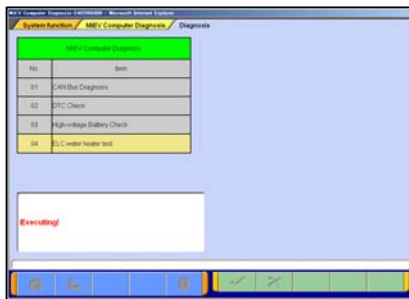 System function
MiEV Computer Diagnosis
Diagnosis
MiEV Computer Diagnosis
No
Item
01
CAN Bus Diagnosis
02
DTC Check
03
High-voltage Battery Check
04
ELC water heater test
Executing!